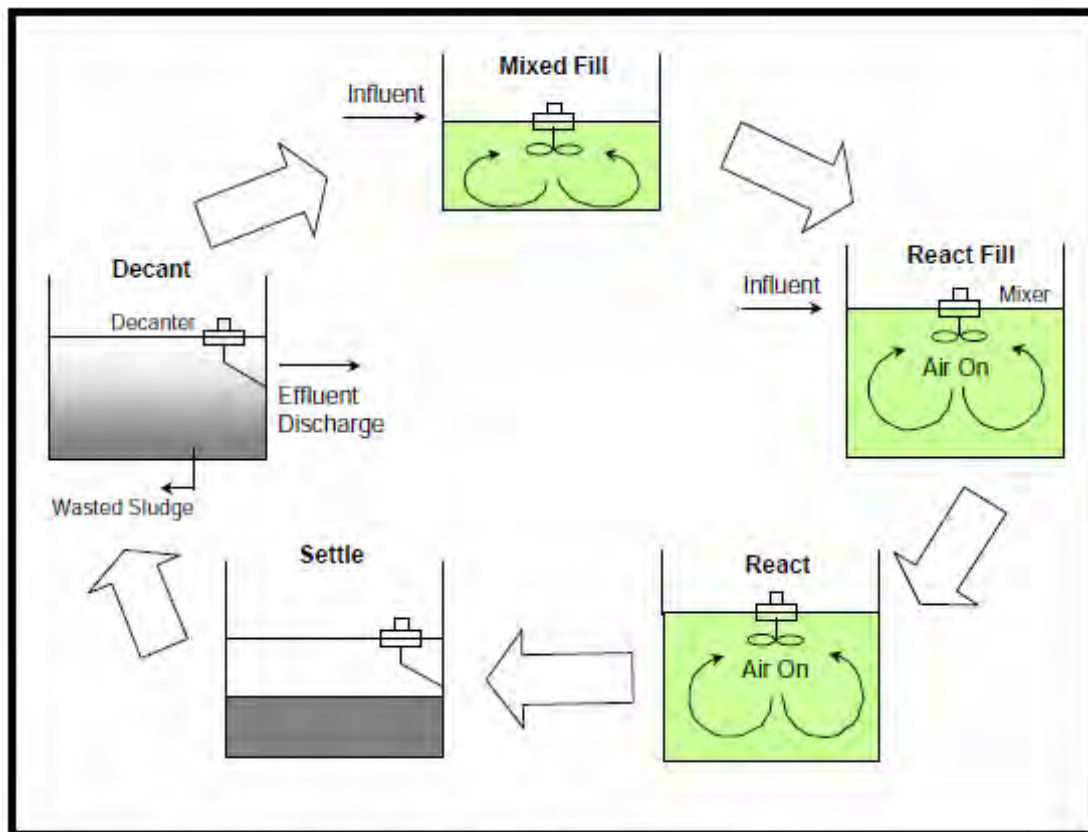 Mixed Fill
Influent
React Fill
Influent
Mixer
Air On
Decant
Decanter
Effluent
Discharge
Wasted Sludge
Settle
React
Air On